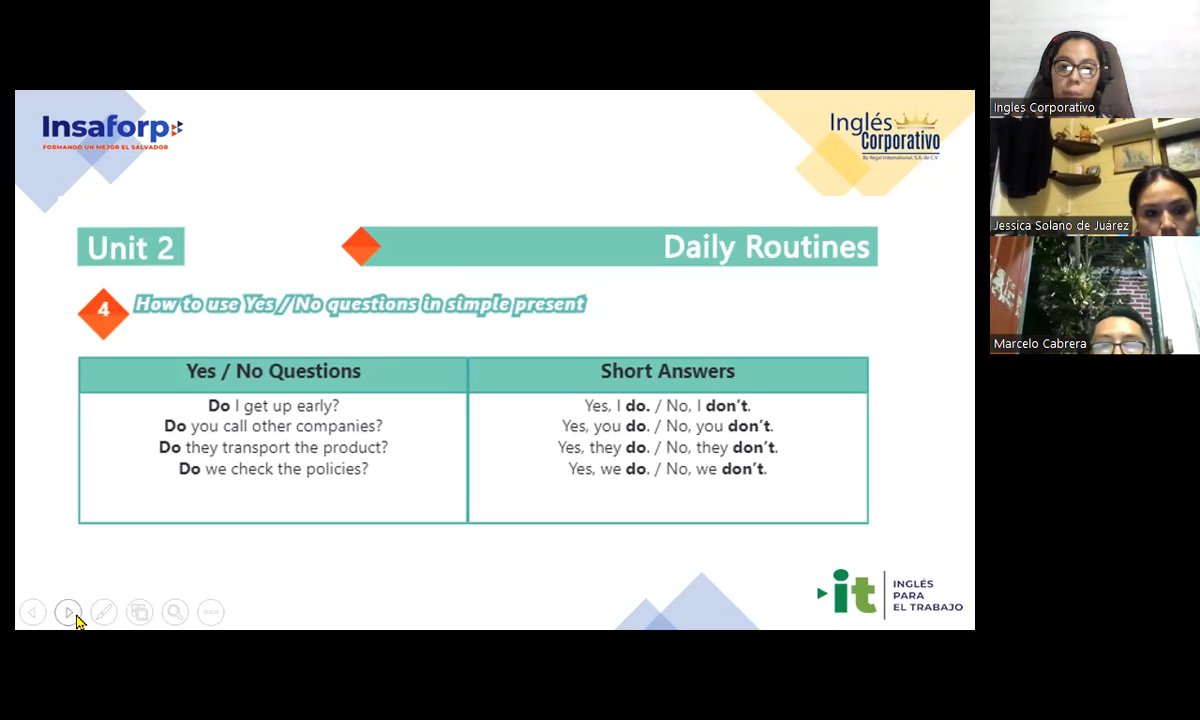 Insaforp
FORMANDO UN MEJOR EL SALVADOR
Inglés
Corporativo
By Regal International, S.A. de C.V.
Unit 2
Daily Routines
4
How to use Yes / No questions in simple present
Yes / No Questions
Short Answers
Do I get up early?
Yes, I do. / No, I don't.
Do you call other companies?
Yes, you do. / No, you don't.
Do they transport the product?
Yes, they do. / No, they don't.
Do we check the policies?
Yes, we do. / No, we don't.
it
INGLÉS
PARA
EL TRABAJO
Ingles Corporativo
Jessica Solano de Juárez
Marcelo Cabrera